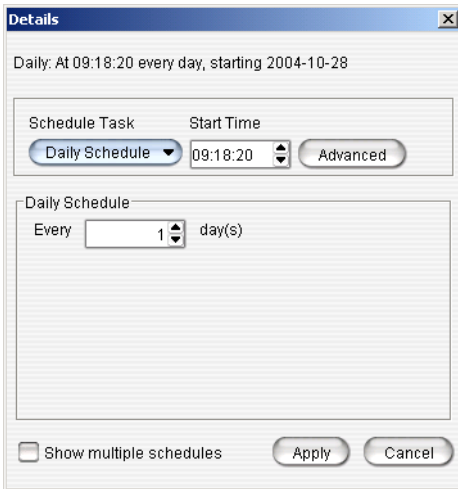 Details
Daily: At 09:18:20 every day, starting 2004-10-28
Schedule Task Start Time
Daily Schedule 09:18:20 Advanced
Daily Schedule
Every 1 day(s)
Show multiple schedules Apply Cancel